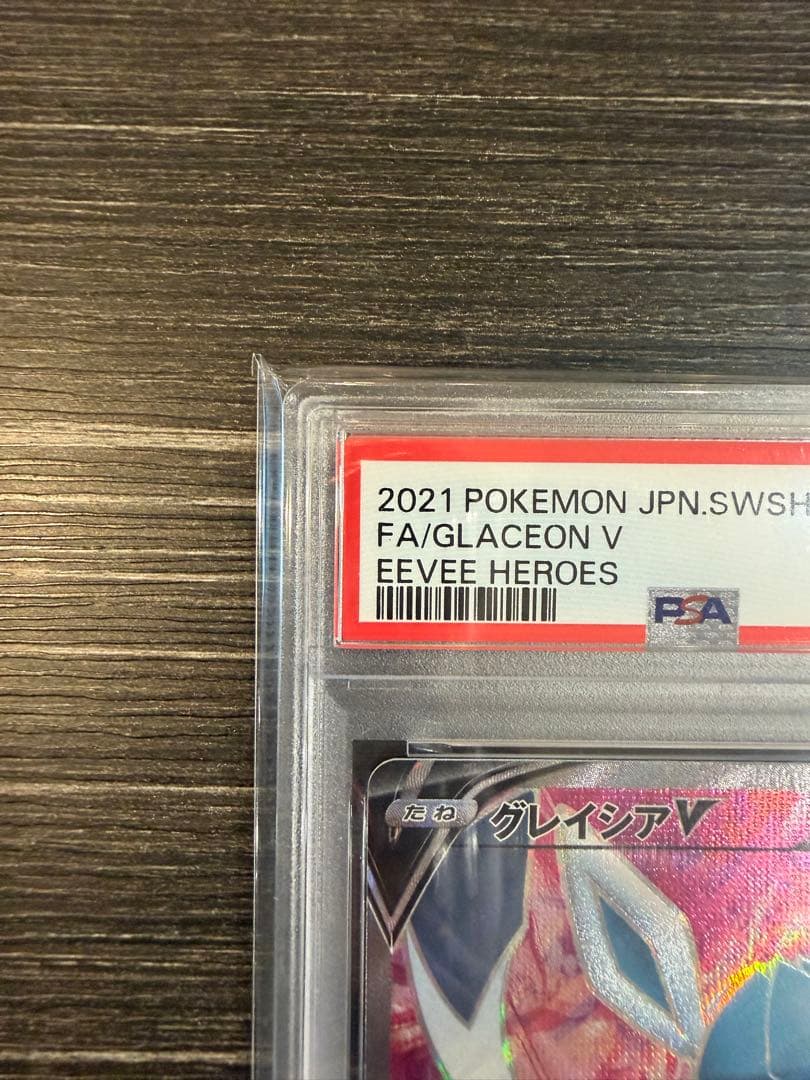 2021 POKEMON JPN.SWSH
FA/GLACEON V
EEVEE HEROES
PSA
たね グレイシアV